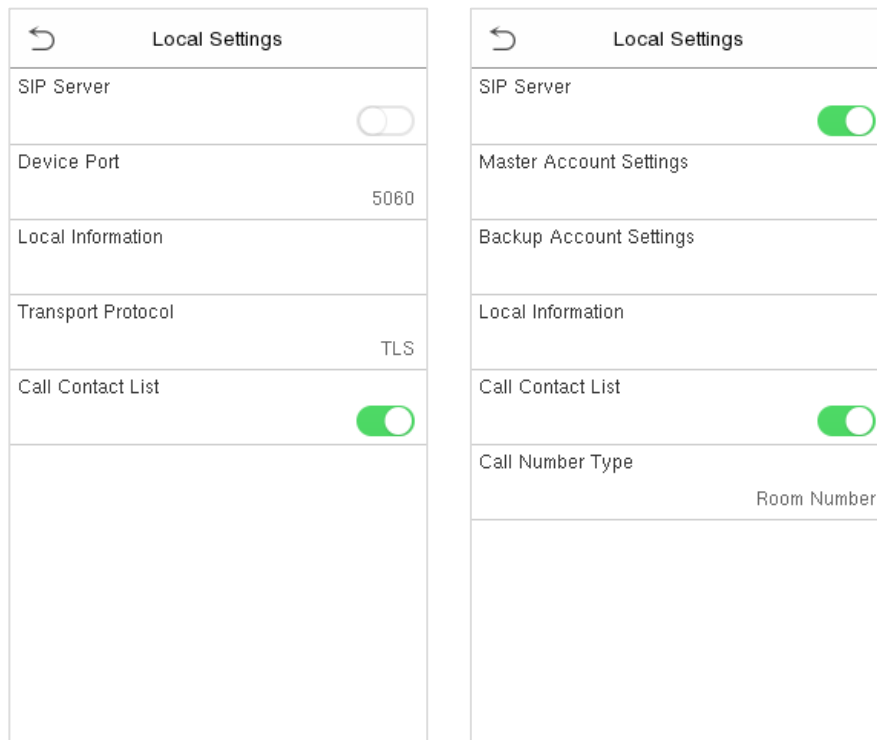 Local Settings
SIP Server
Device Port
5060
Local Information
Transport Protocol
TLS
Call Contact List
Local Settings
SIP Server
Master Account Settings
Backup Account Settings
Local Information
Call Contact List
Call Number Type
Room Number